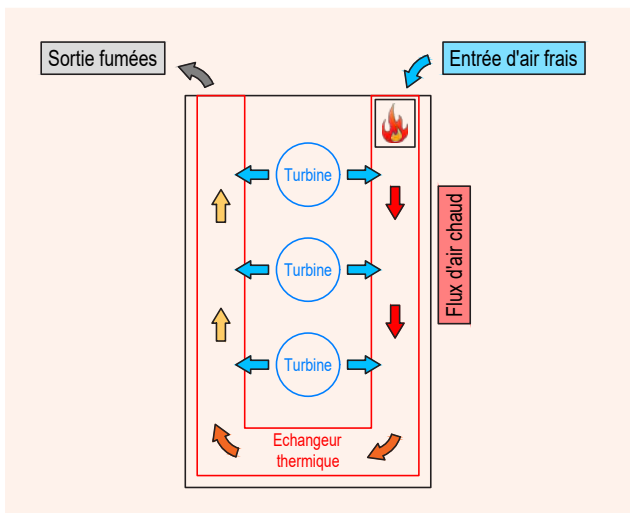 Sortie fumées
Entrée d'air frais
Turbine
Flux d'air chaud
Turbine
Turbine
Echangeur
thermique